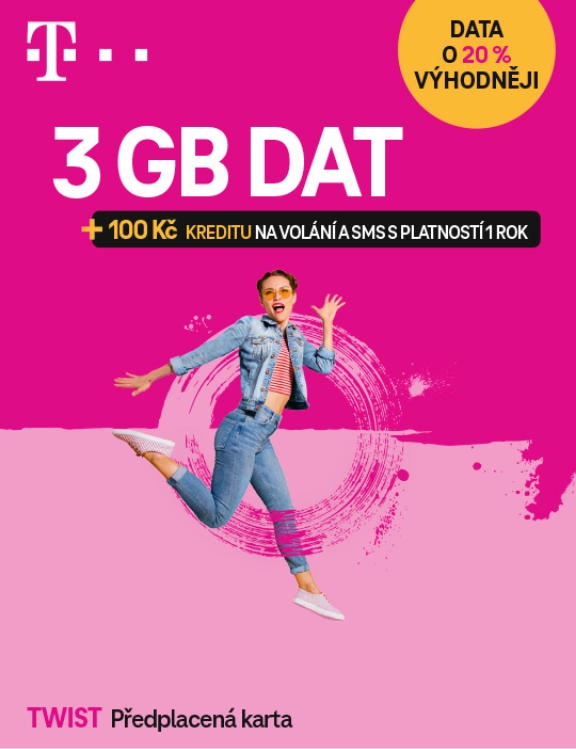 T
DATA
O 20 %
VÝHODNĚJI
3 GB DAT
+ 100 Kč KREDITU NA VOLÁNÍ A SMS S PLATNOSTÍ 1 ROK
TWIST Předplacená karta